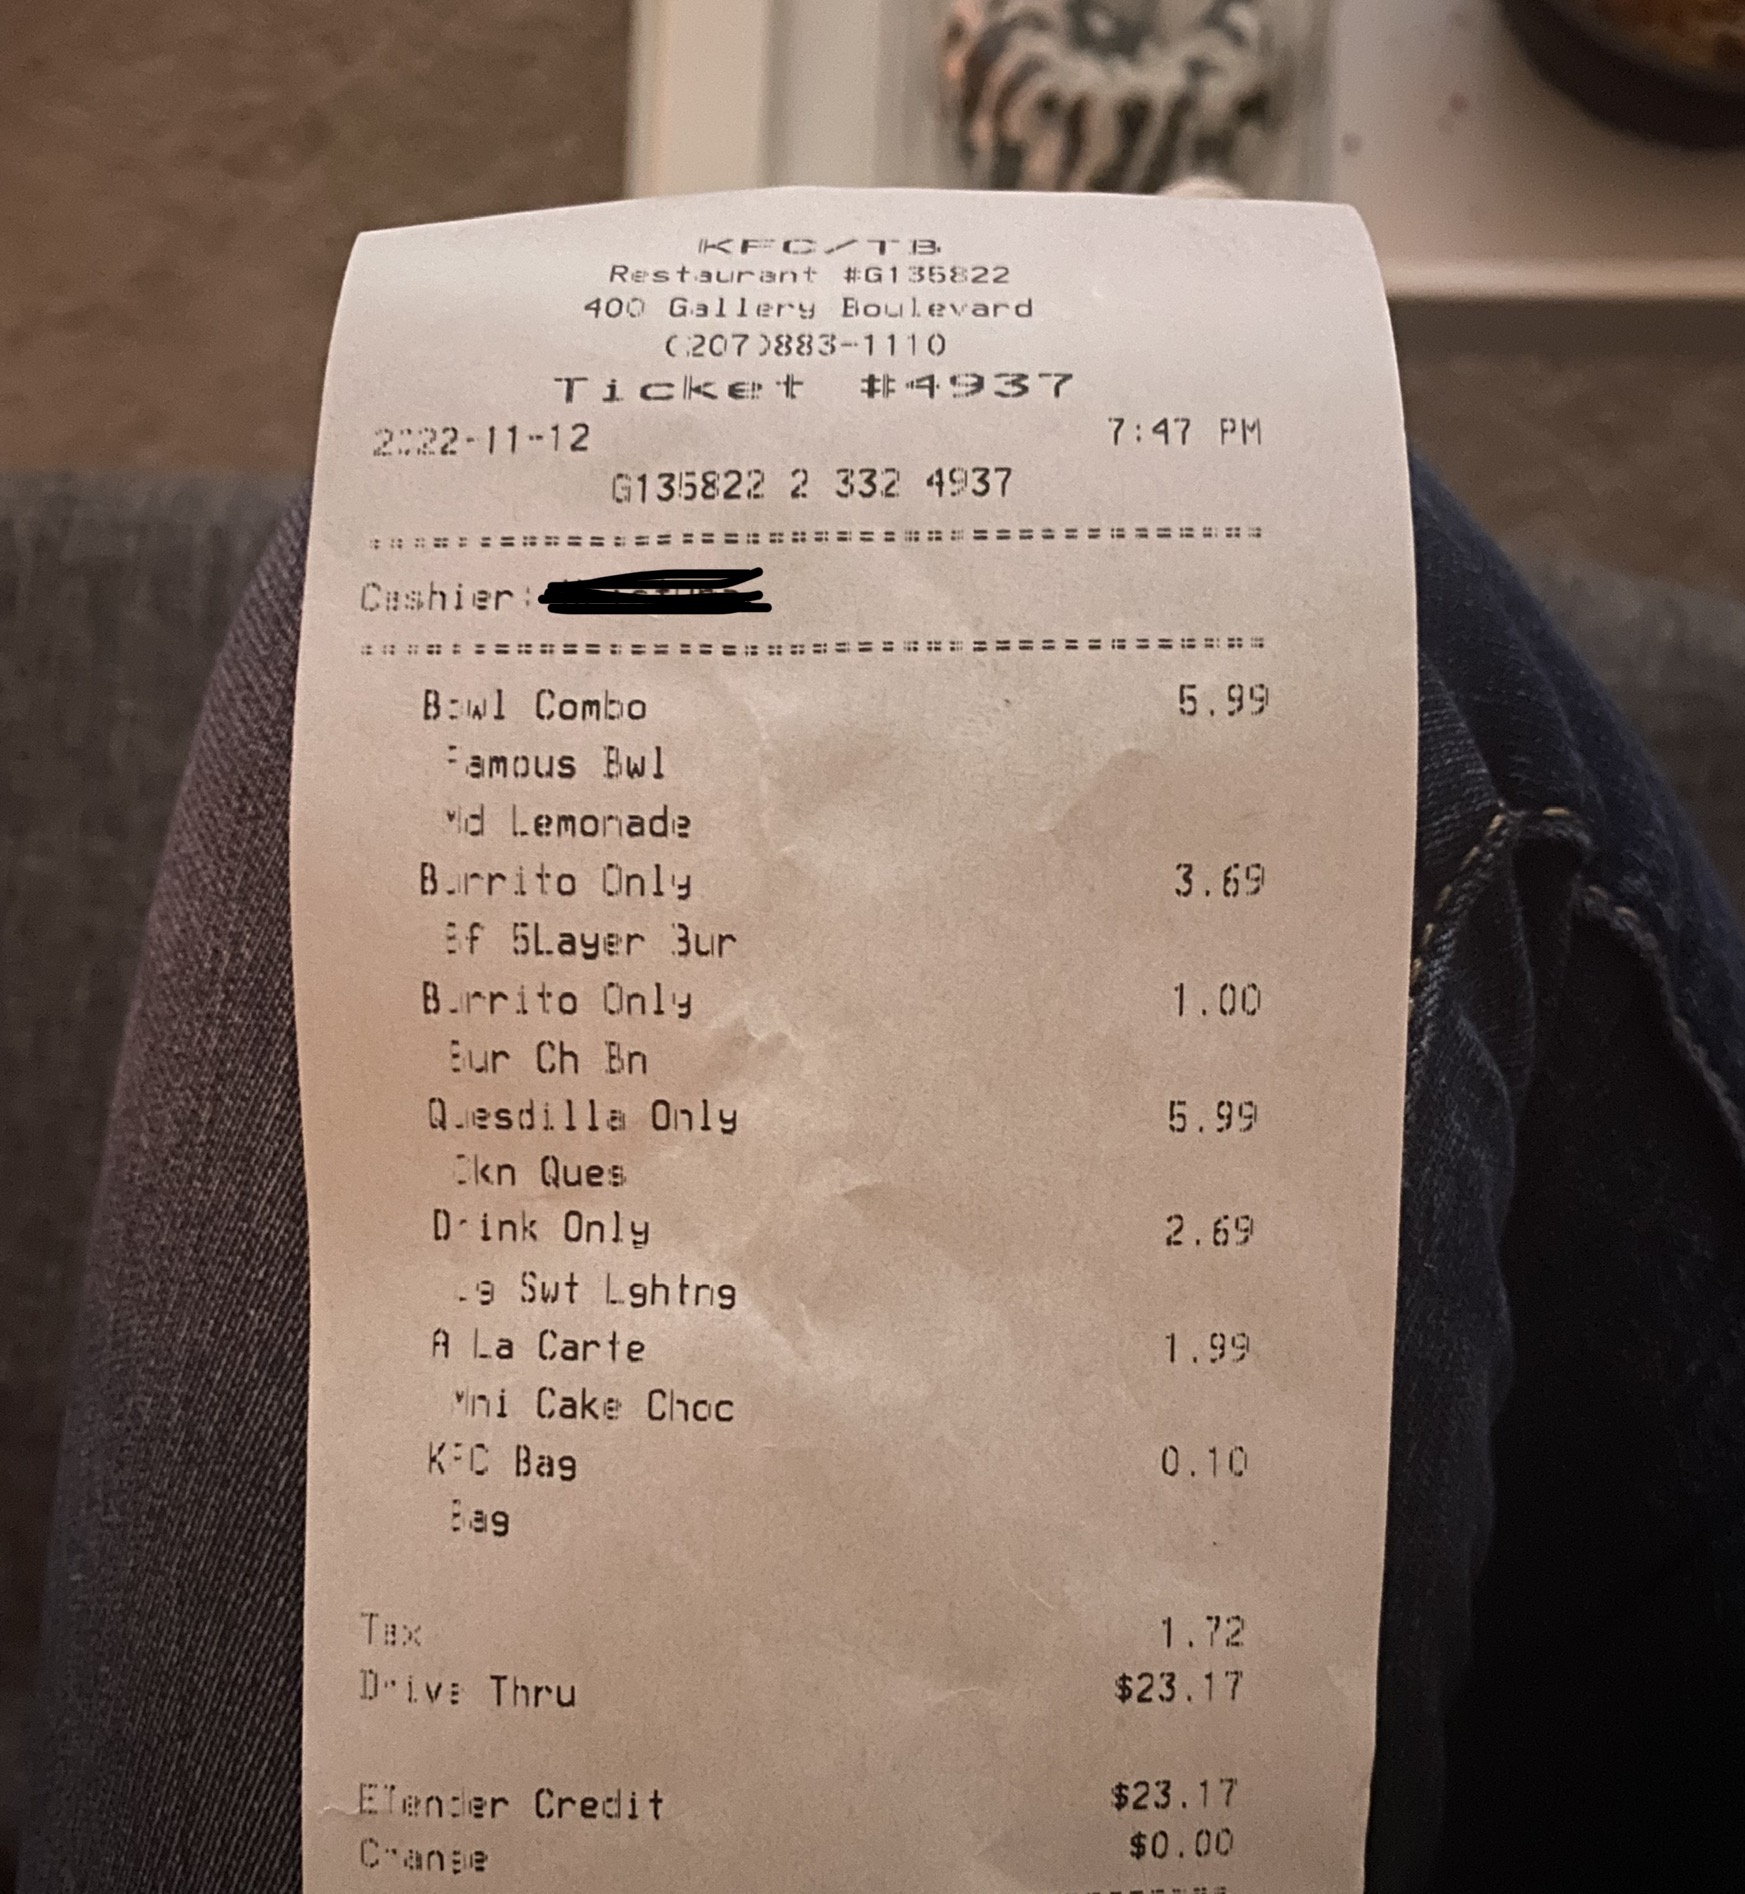 KFC/TB
Restaurant #G135822
400 Gallery Boulevard
(207)883-1110
Ticket #4937
2022-11-12 7:47 PM
G135822 2 332 4937
========================================
Cashier:
========================================
Bowl Combo 5.99
Famous Bwl
Md Lemonade
Burrito Only 3.69
Bf 5Layer Bur
Burrito Only 1.00
Bur Ch Bn
Quesdilla Only 5.99
Ckn Ques
Drink Only 2.69
Lg Swt Lghtng
A La Carte 1.99
Mni Cake Choc
KFC Bag 0.10
Bag
Tax 1.72
Drive Thru $23.17
ETender Credit $23.17
Change $0.00